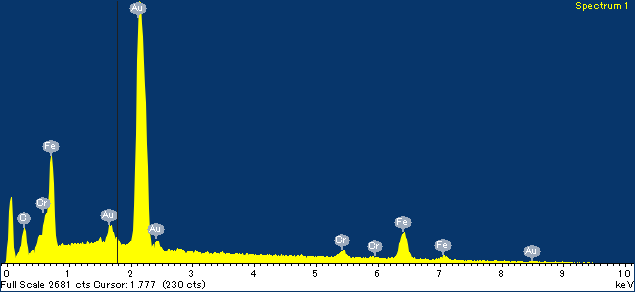 Spectrum 1
Au
Fe
Cr
C
Au
Au
Cr
Cr
Fe
Fe
Au
0 1 2 3 4 5 6 7 8 9 10
Full Scale 2681 cts Cursor: 1.777 (230 cts) keV